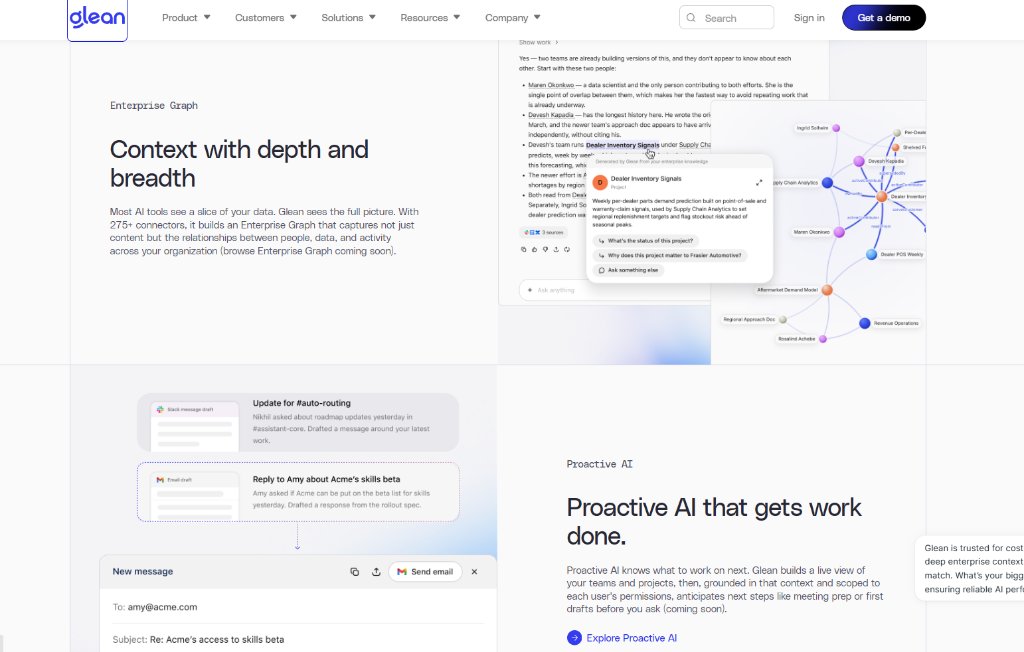 glean
Product
Customers
Solutions
Resources
Company
Search
Sign in
Get a demo
Enterprise Graph
Context with depth and
breadth
Most AI tools see a slice of your data. Glean sees the full picture. With
275+ connectors, it builds an Enterprise Graph that captures not just
content but the relationships between people, data, and activity
across your organization (browse Enterprise Graph coming soon).
Show work
Yes — two teams are already building versions of this, and they don't appear to know about each
other. Start with these two people:
• Maren Okonkwo — a data scientist and the only person contributing to both efforts. She is the
single point of overlap between them, which makes her the fastest way to avoid repeating work that
is already underway.
• Devesh Kapadia — has the longest history here. He wrote the ori
March, and the newer team's approach doc appears to have arriv
independently, without citing his.
• Devesh's team runs Dealer Inventory Signals under Supply Cha
predicts, week by wee
this forecasting, whic
• The newer effort is A
shortages by region
• Both read from Deale
Separately, Ingrid So
dealer prediction was
3 sources
Ask anything
Generated by Glean from your enterprise knowledge
D
Dealer Inventory Signals
Project
Weekly per-dealer parts demand prediction built on point-of-sale and
warranty-claim signals, used by Supply Chain Analytics to set
regional replenishment targets and flag stockout risk ahead of
seasonal peaks.
What's the status of this project?
Why does this project matter to Frasier Automotive?
Ask something else
Ingrid Solheim
Per-Deale
Shelved Fo
Devesh Kapadia
pply Chain Analytics
Dealer Inventory
Maren Okonkwo
Dealer POS Weekly
Aftermarket Demand Model
Regional Approach Doc
Revenue Operations
Rosalind Achebe
Slack message draft
Update for #auto-routing
Nikhil asked about roadmap updates yesterday in
#assistant-core. Drafted a message around your latest
work.
Email draft
Reply to Amy about Acme's skills beta
Amy asked if Acme can be put on the beta list for skills
yesterday. Drafted a response from the rollout spec.
New message
Send email
To: amy@acme.com
Subject: Re: Acme's access to skills beta
Proactive AI
Proactive AI that gets work
done.
Proactive AI knows what to work on next. Glean builds a live view of
your teams and projects, then, grounded in that context and scoped to
each user's permissions, anticipates next steps like meeting prep or first
drafts before you ask (coming soon).
Explore Proactive AI
Glean is trusted for cost
deep enterprise context
match. What's your bigg
ensuring reliable AI perfo